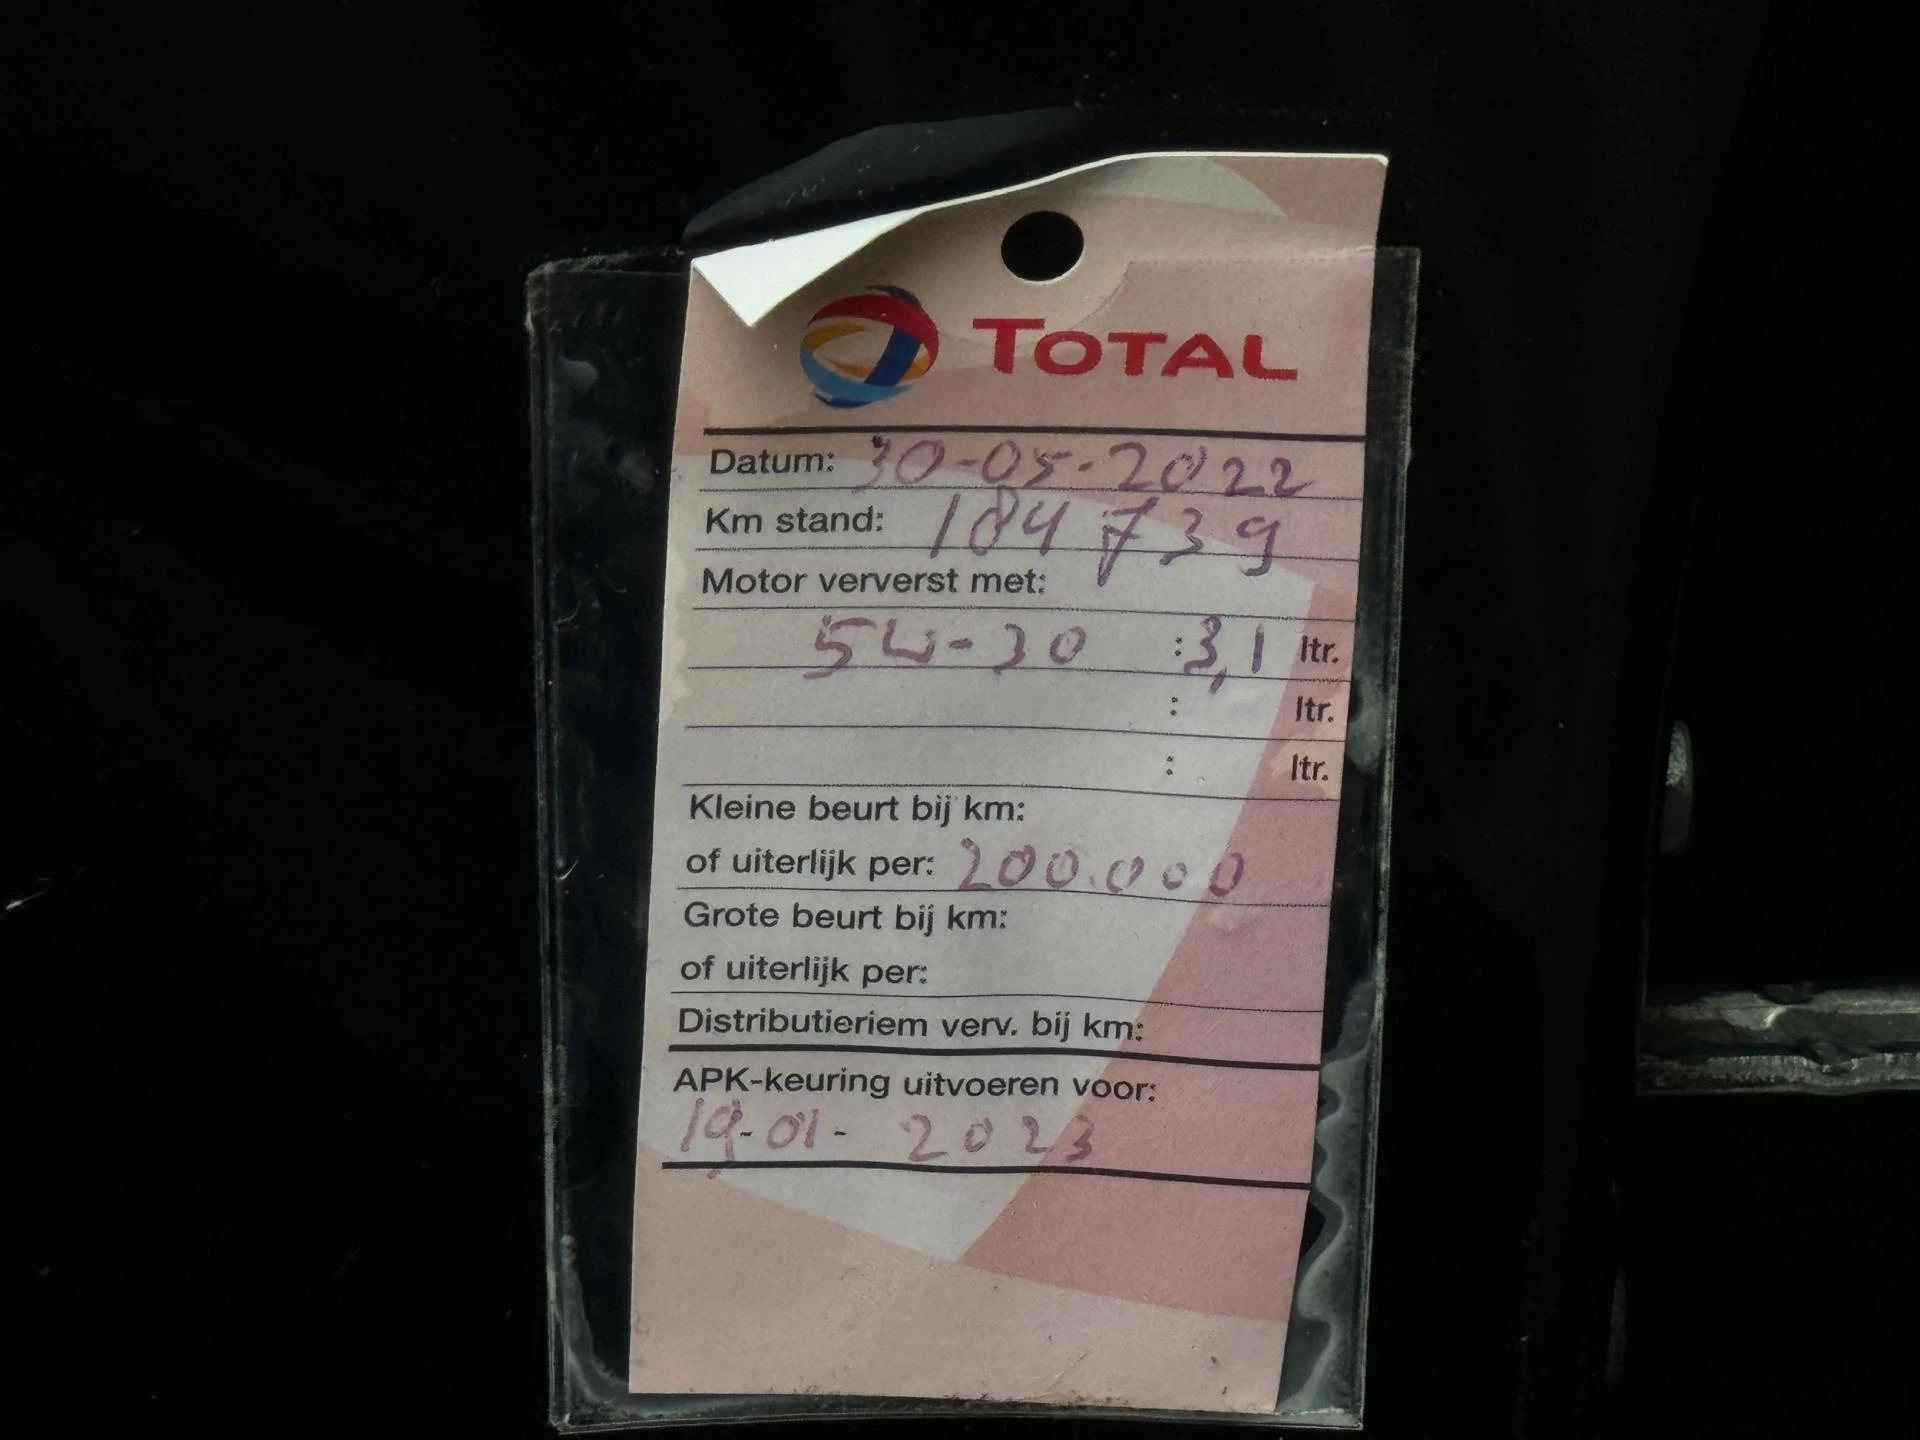 TOTAL
Datum: 30-05-2022
Km stand: 184739
Motor ververst met:
5W-30 : 3,1 ltr.
: ltr.
: ltr.
Kleine beurt bij km:
of uiterlijk per: 200.000
Grote beurt bij km:
of uiterlijk per:
Distributieriem verv. bij km:
APK-keuring uitvoeren voor:
19-01-2023